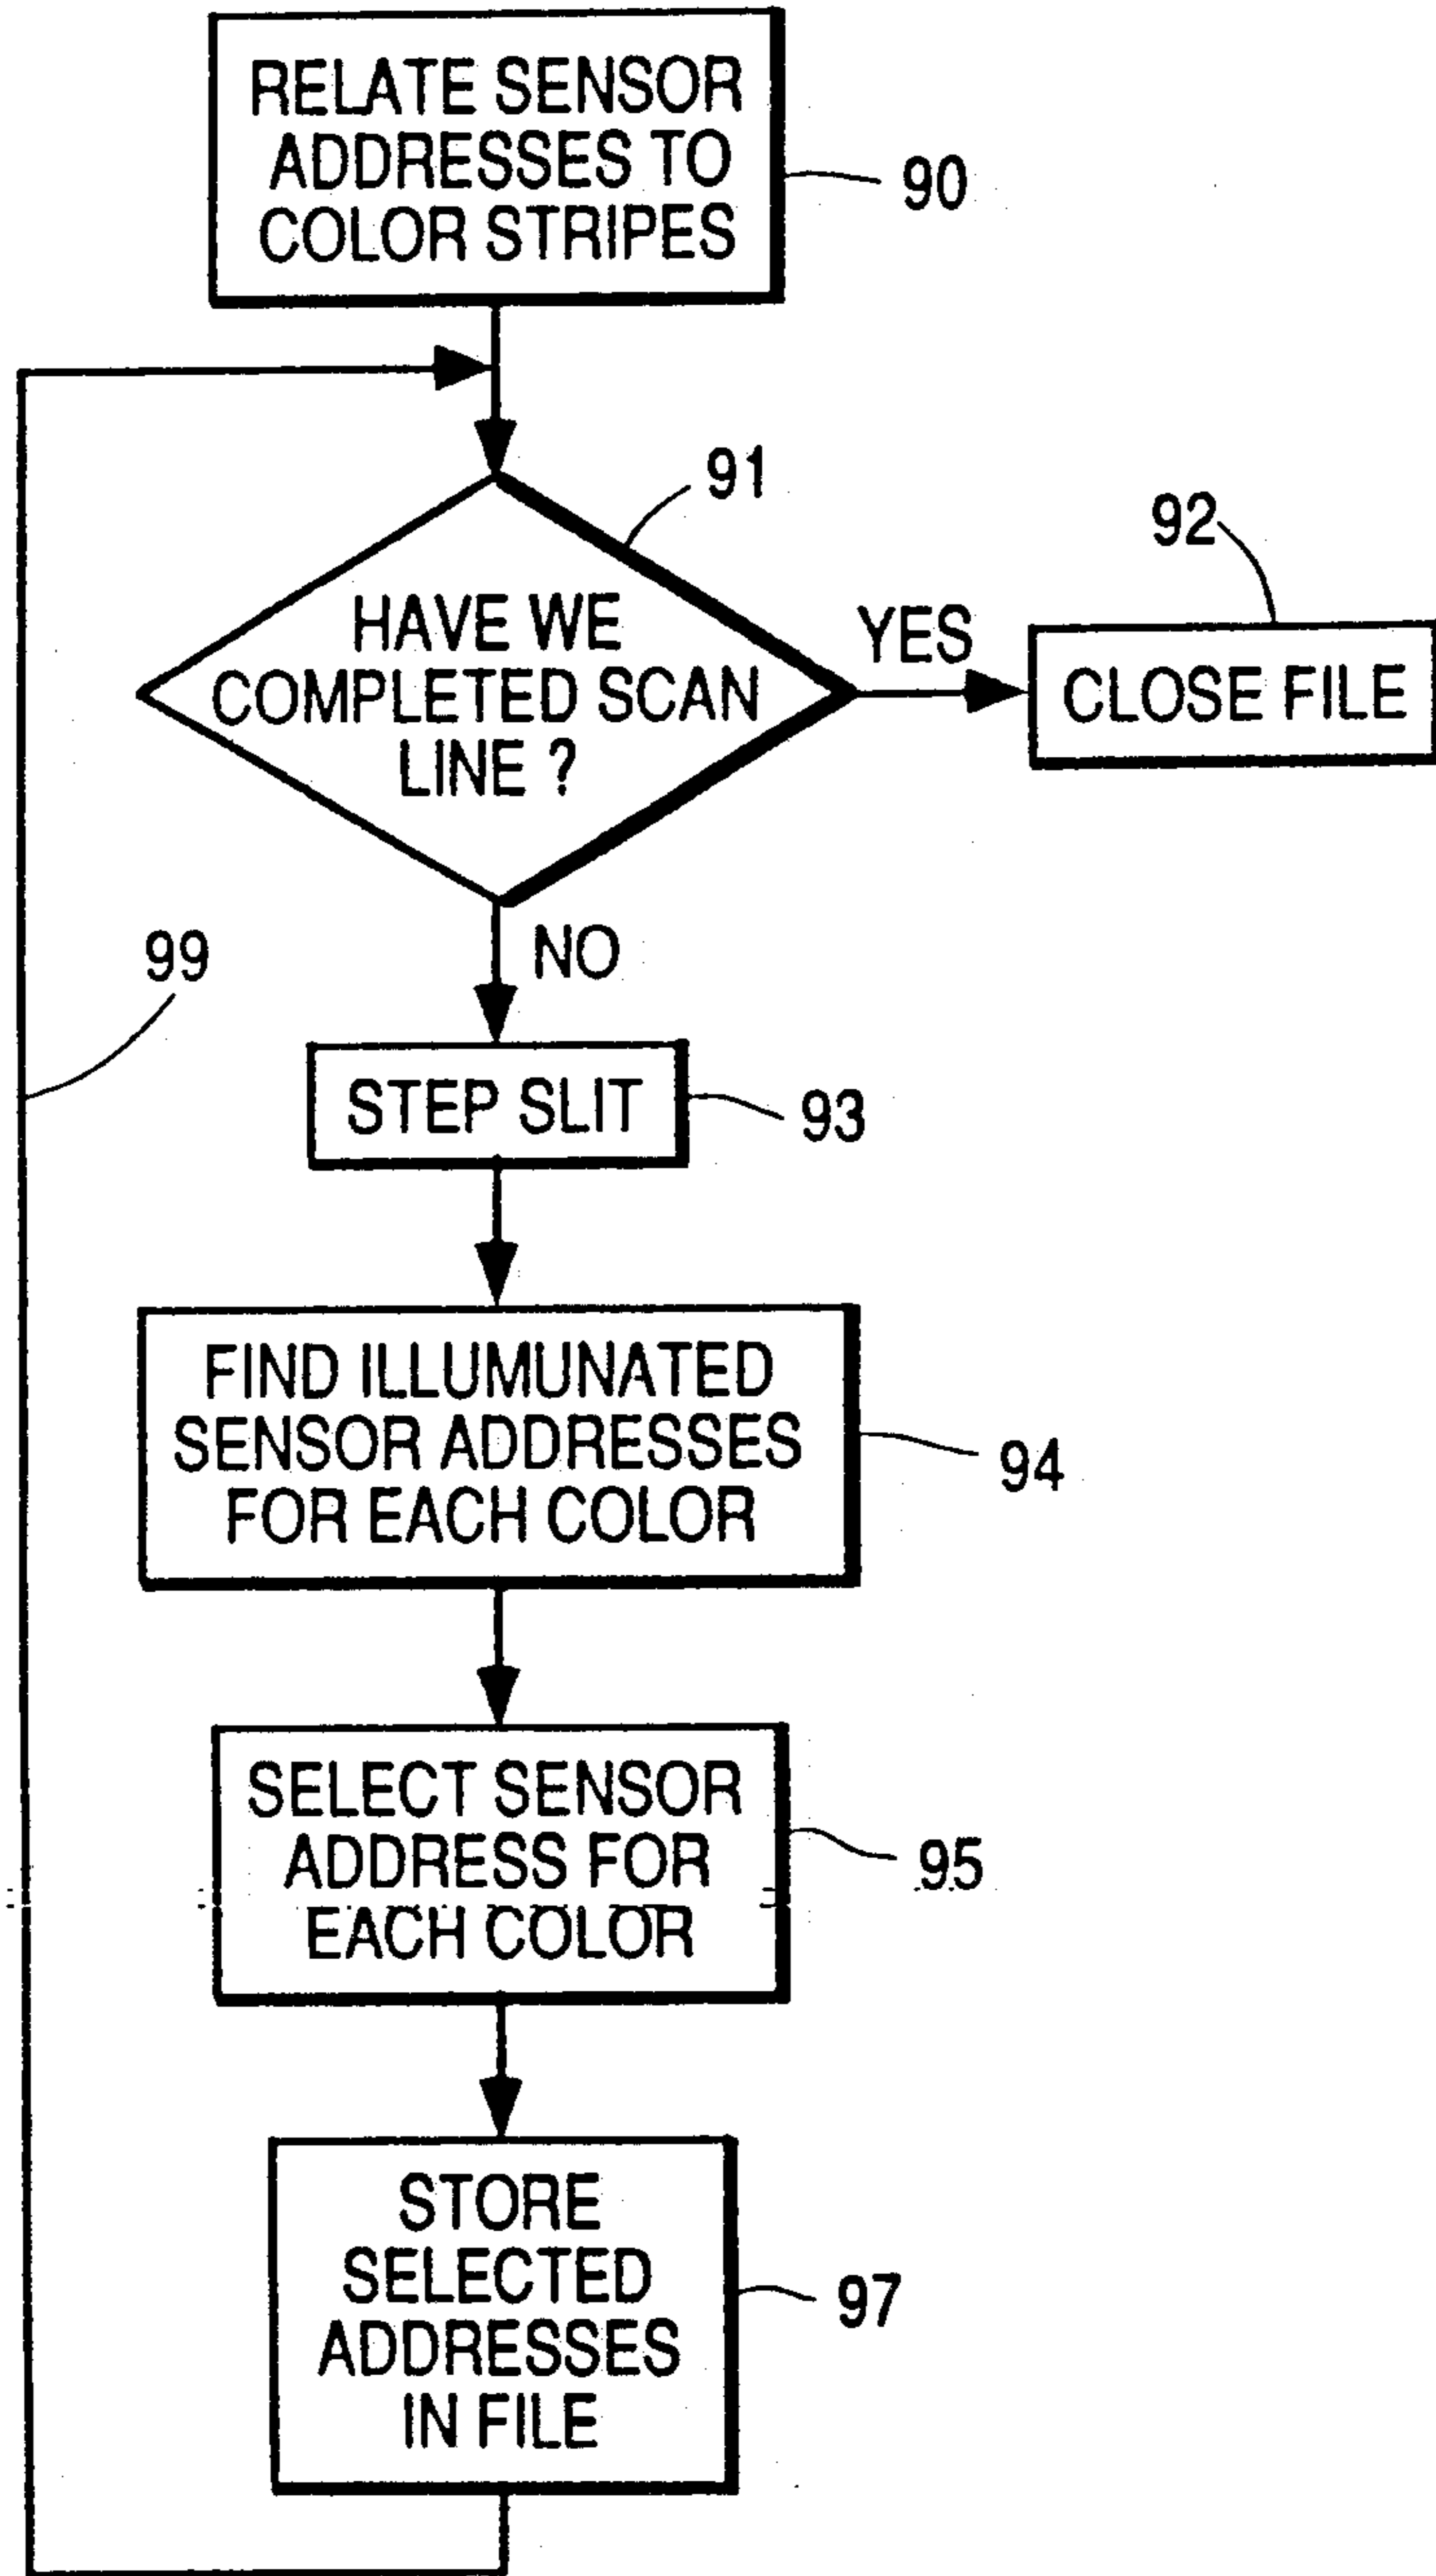 RELATE SENSOR
ADDRESSES TO
COLOR STRIPES
90
91
HAVE WE
COMPLETED SCAN
LINE ?
YES
92
CLOSE FILE
99
NO
STEP SLIT
93
FIND ILLUMUNATED
SENSOR ADDRESSES
FOR EACH COLOR
94
SELECT SENSOR
ADDRESS FOR
EACH COLOR
95
STORE
SELECTED
ADDRESSES
IN FILE
97